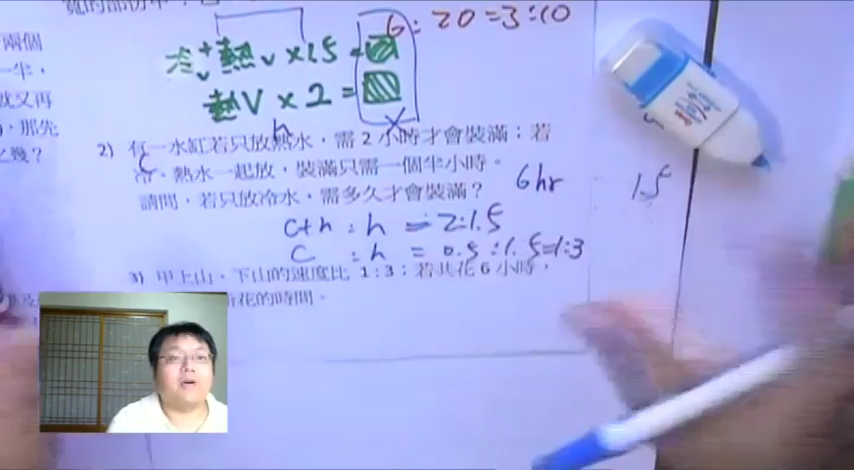 兩個
一半，
就又再
，那先
之幾？
6 : 20 = 3 : 10
冷v + 熱v × 1.5 =
熱V × 2 =
x
h
2) 有一水缸若只放熱水，需 2 小時才會裝滿；若
c
冷、熱水一起放，裝滿只需一個半小時。
請問，若只放冷水，需多久才會裝滿？
6hr
1.5
c+h : h = 2:1.5
c : h = 0.5 : 1.5 = 1:3
3) 甲上山、下山的速度比 1：3；若共花 6 小時，
所花的時間。